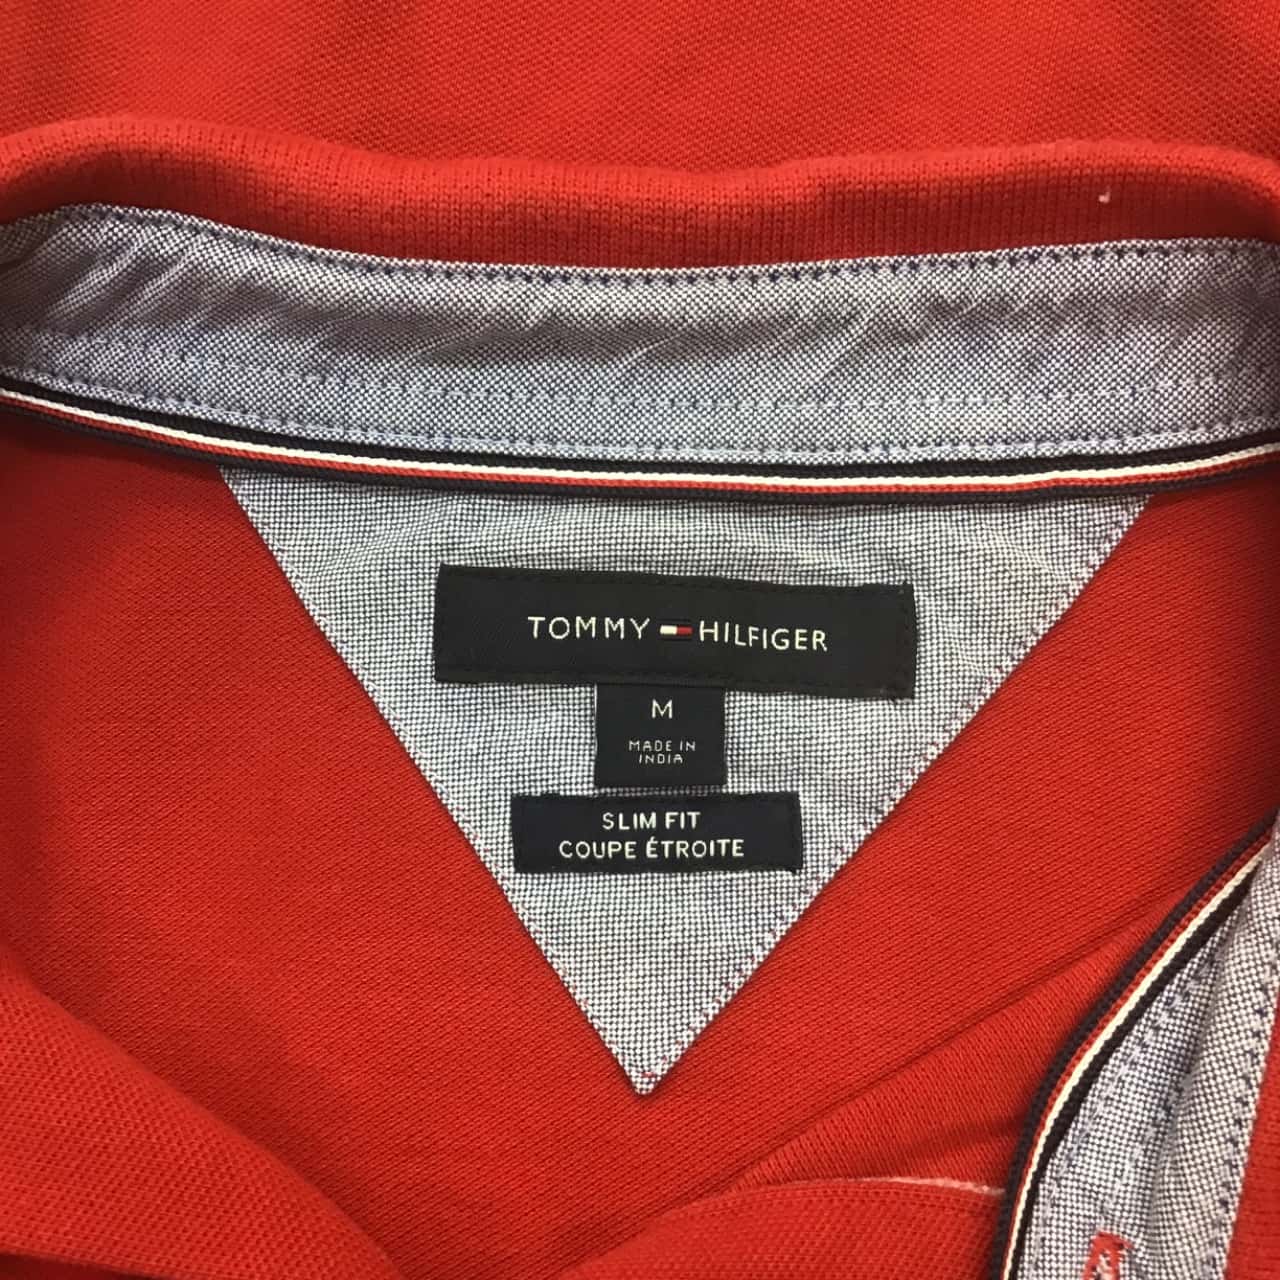 TOMMY HILFIGER
M
MADE IN
INDIA
SLIM FIT
COUPE ÉTROITE